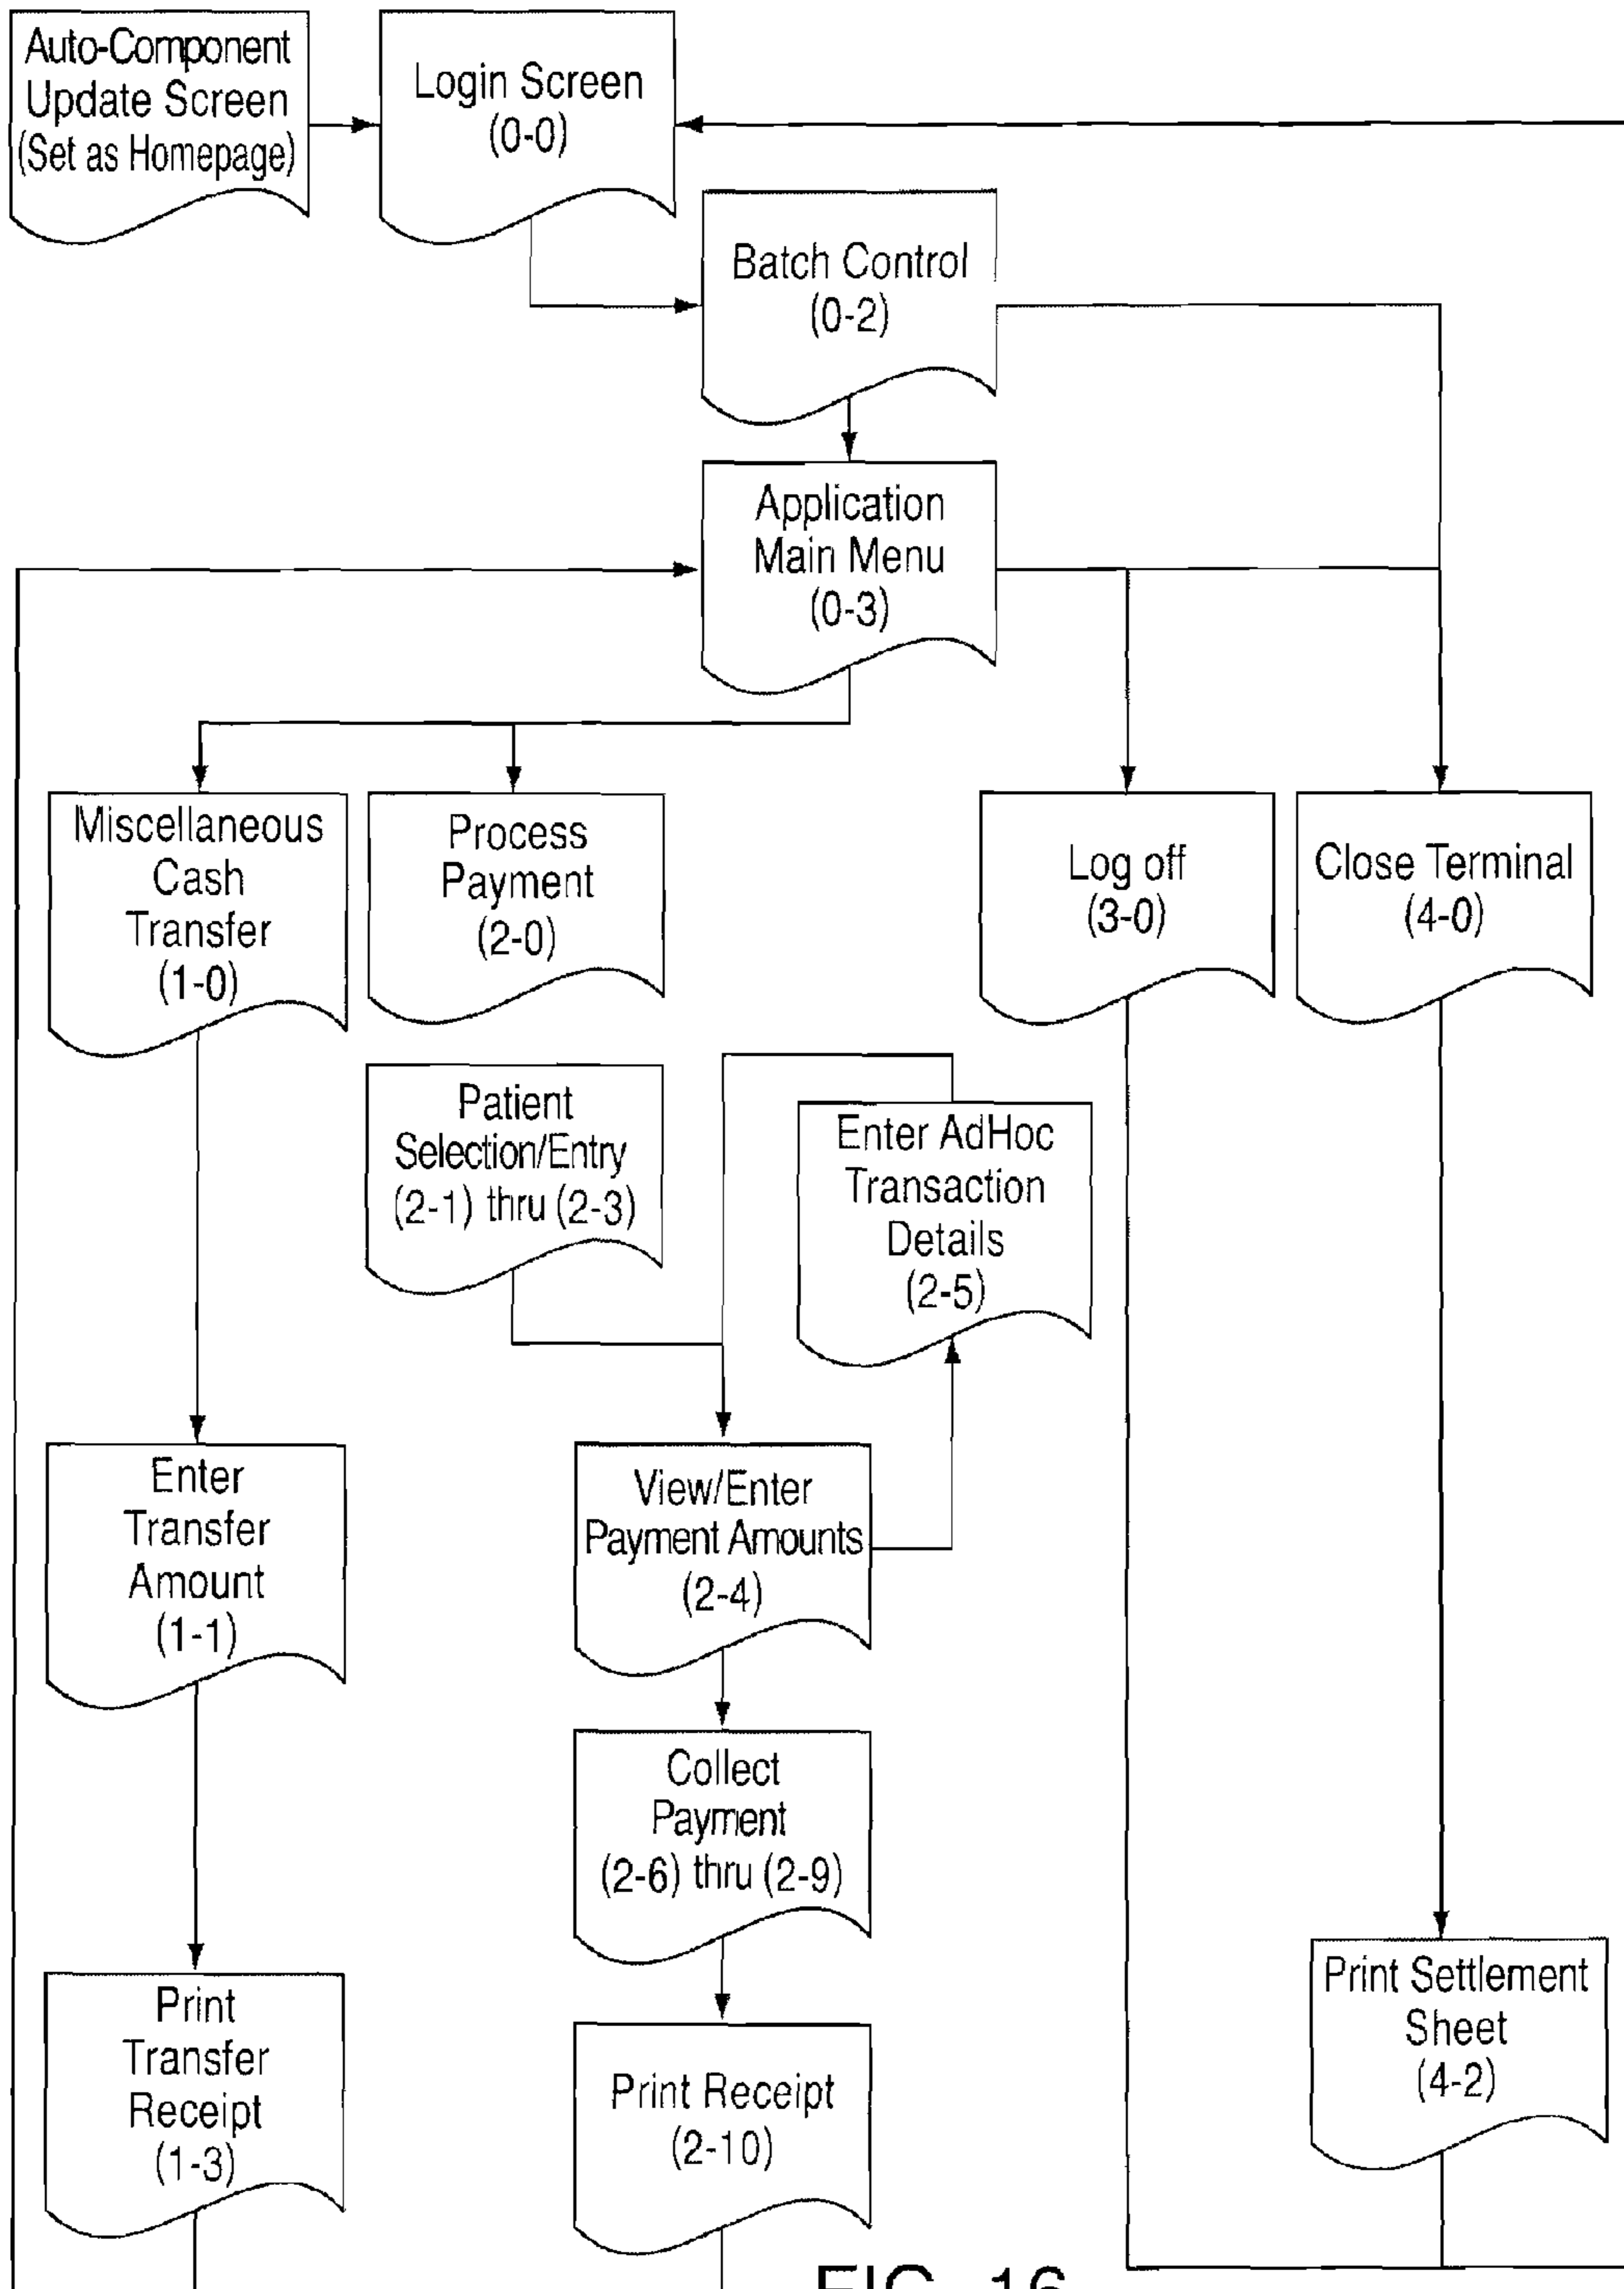 Auto-Component
Update Screen
(Set as Homepage)
Login Screen
(0-0)
Batch Control
(0-2)
Application
Main Menu
(0-3)
Miscellaneous
Cash
Transfer
(1-0)
Process
Payment
(2-0)
Log off
(3-0)
Close Terminal
(4-0)
Patient
Selection/Entry
(2-1) thru (2-3)
Enter AdHoc
Transaction
Details
(2-5)
Enter
Transfer
Amount
(1-1)
View/Enter
Payment Amounts
(2-4)
Collect
Payment
(2-6) thru (2-9)
Print
Transfer
Receipt
(1-3)
Print Receipt
(2-10)
Print Settlement
Sheet
(4-2)
FIG. 16